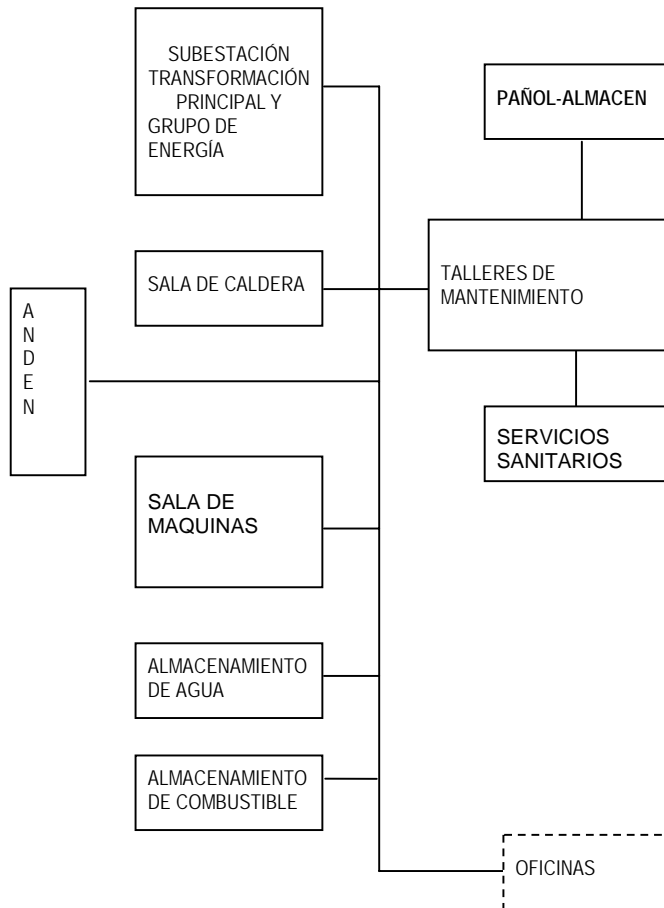 SUBESTACIÓN
TRANSFORMACIÓN
PRINCIPAL Y
GRUPO DE
ENERGÍA
PAÑOL-ALMACEN
SALA DE CALDERA
TALLERES DE
MANTENIMIENTO
A
N
D
E
N
SERVICIOS
SANITARIOS
SALA DE
MAQUINAS
ALMACENAMIENTO
DE AGUA
ALMACENAMIENTO
DE COMBUSTIBLE
OFICINAS